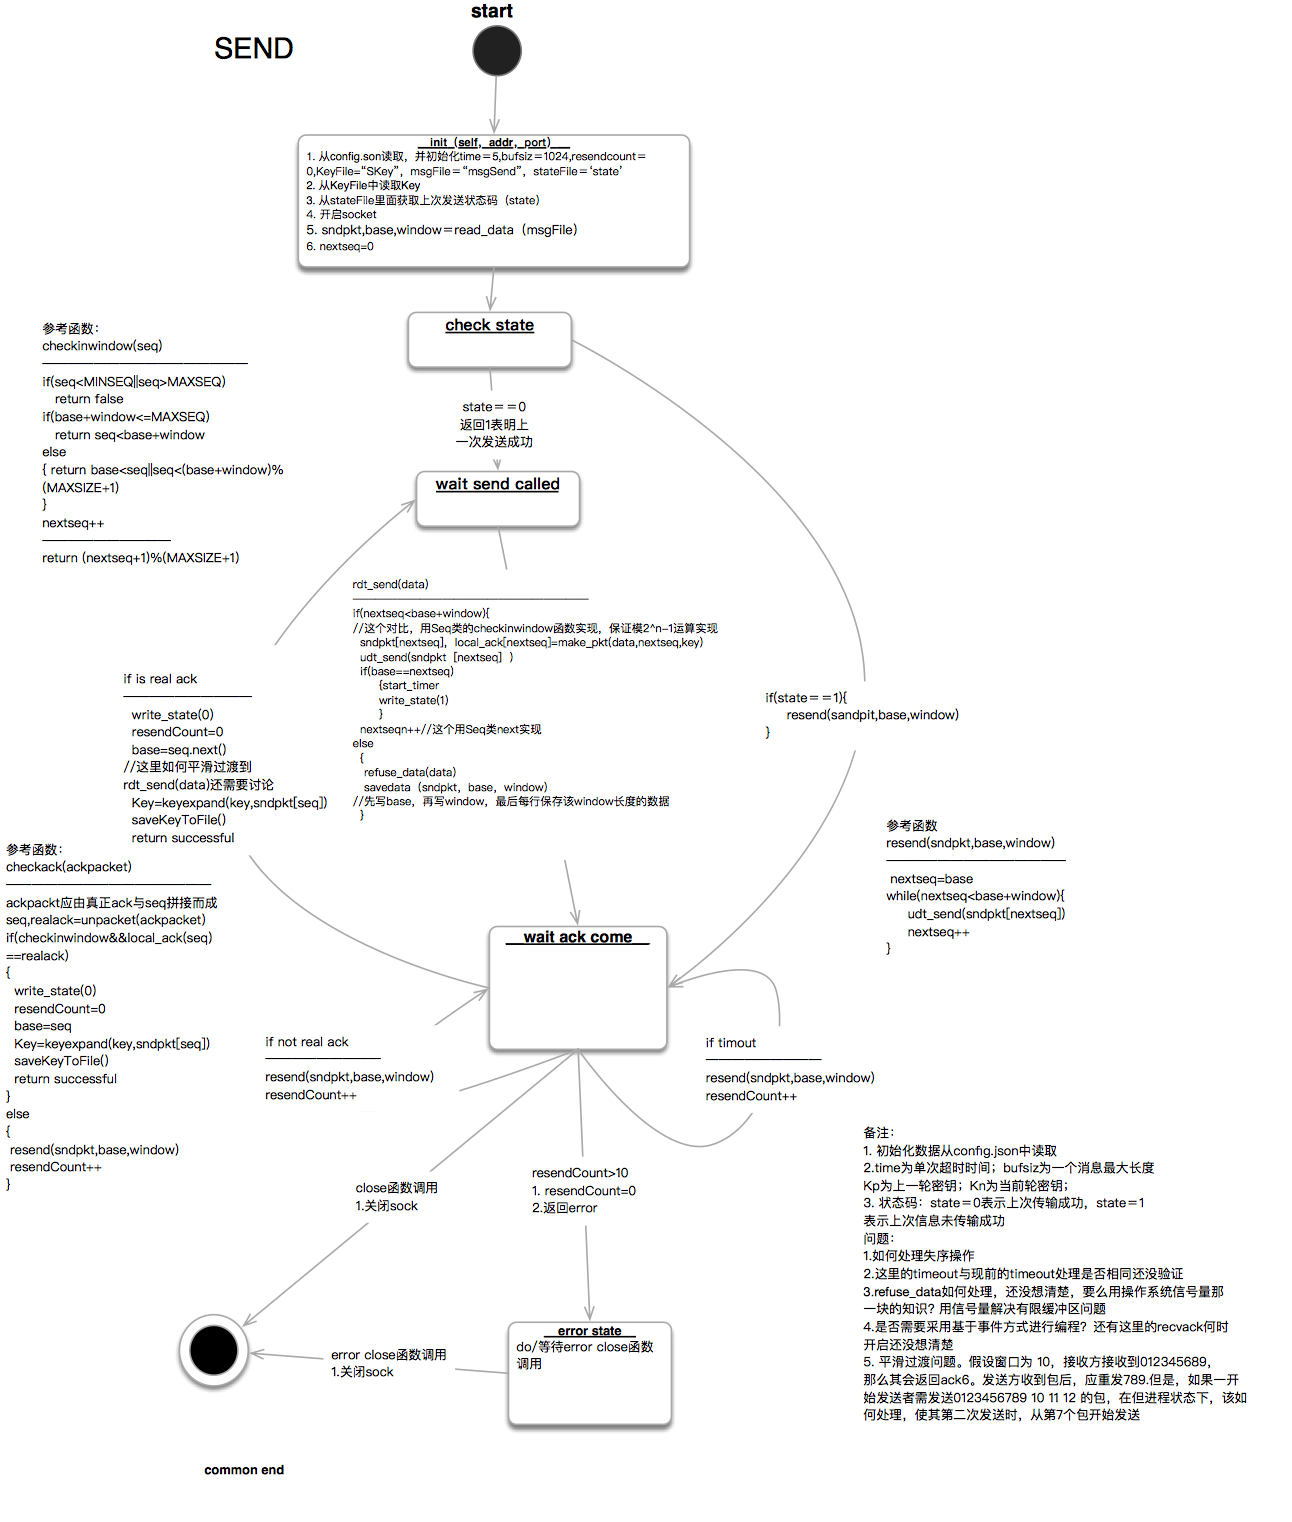 start
SEND
__init（self，addr，port）__
1. 从config.son读取，并初始化time＝5,bufsiz＝1024,resendcount＝
0,KeyFile=“SKey”，msgFile＝“msgSend”，stateFile＝‘state’
2. 从KeyFile中读取Key
3. 从stateFile里面获取上次发送状态码（state）
4. 开启socket
5. sndpkt,base,window＝read_data（msgFile）
6. nextseq=0
check state
参考函数：
checkinwindow(seq)
if(seq<MINSEQ||seq>MAXSEQ)
return false
if(base+window<=MAXSEQ)
return seq<base+window
else
{ return base<seq||seq<(base+window)%
(MAXSIZE+1)
}
nextseq++
return (nextseq+1)%(MAXSIZE+1)
state＝＝0
返回1表明上
一次发送成功
wait send called
rdt_send(data)
if(nextseq<base+window){
//这个对比，用Seq类的checkinwindow函数实现，保证模2^n-1运算实现
sndpkt[nextseq]，local_ack[nextseq]=make_pkt(data,nextseq,key)
udt_send(sndpkt［nextseq］)
if(base==nextseq)
{start_timer
write_state(1)
}
nextseqn++//这个用Seq类next实现
else
{
refuse_data(data)
savedata（sndpkt，base，window）
//先写base，再写window，最后每行保存该window长度的数据
}
if is real ack
write_state(0)
resendCount=0
base=seq.next()
//这里如何平滑过渡到
rdt_send(data)还需要讨论
Key=keyexpand(key,sndpkt[seq])
saveKeyToFile()
return successful
if(state＝＝1){
resend(sandpit,base,window)
}
参考函数：
checkack(ackpacket)
ackpackt应由真正ack与seq拼接而成
seq,realack=unpacket(ackpacket)
if(checkinwindow&&local_ack(seq)
==realack)
{
write_state(0)
resendCount=0
base=seq
Key=keyexpand(key,sndpkt[seq])
saveKeyToFile()
return successful
}
else
{
resend(sndpkt,base,window)
resendCount++
}
参考函数
resend(sndpkt,base,window)
nextseq=base
while(nextseq<base+window){
udt_send(sndpkt[nextseq])
nextseq++
}
__wait ack come__
if not real ack
resend(sndpkt,base,window)
resendCount++
if timout
resend(sndpkt,base,window)
resendCount++
close函数调用
1.关闭sock
resendCount>10
1. resendCount=0
2.返回error
备注：
1. 初始化数据从config.json中读取
2.time为单次超时时间；bufsiz为一个消息最大长度
Kp为上一轮密钥；Kn为当前轮密钥；
3. 状态码：state＝0表示上次传输成功，state＝1
表示上次信息未传输成功
问题：
1.如何处理失序操作
2.这里的timeout与现前的timeout处理是否相同还没验证
3.refuse_data如何处理，还没想清楚，要么用操作系统信号量那
一块的知识？用信号量解决有限缓冲区问题
4.是否需要采用基于事件方式进行编程？还有这里的recvack何时
开启还没想清楚
5. 平滑过渡问题。假设窗口为 10，接收方接收到012345689，
那么其会返回ack6。发送方收到包后，应重发789.但是，如果一开
始发送者需发送0123456789 10 11 12 的包，在但进程状态下，该如
何处理，使其第二次发送时，从第7个包开始发送
__error state__
do/等待error close函数
调用
error close函数调用
1.关闭sock
common end